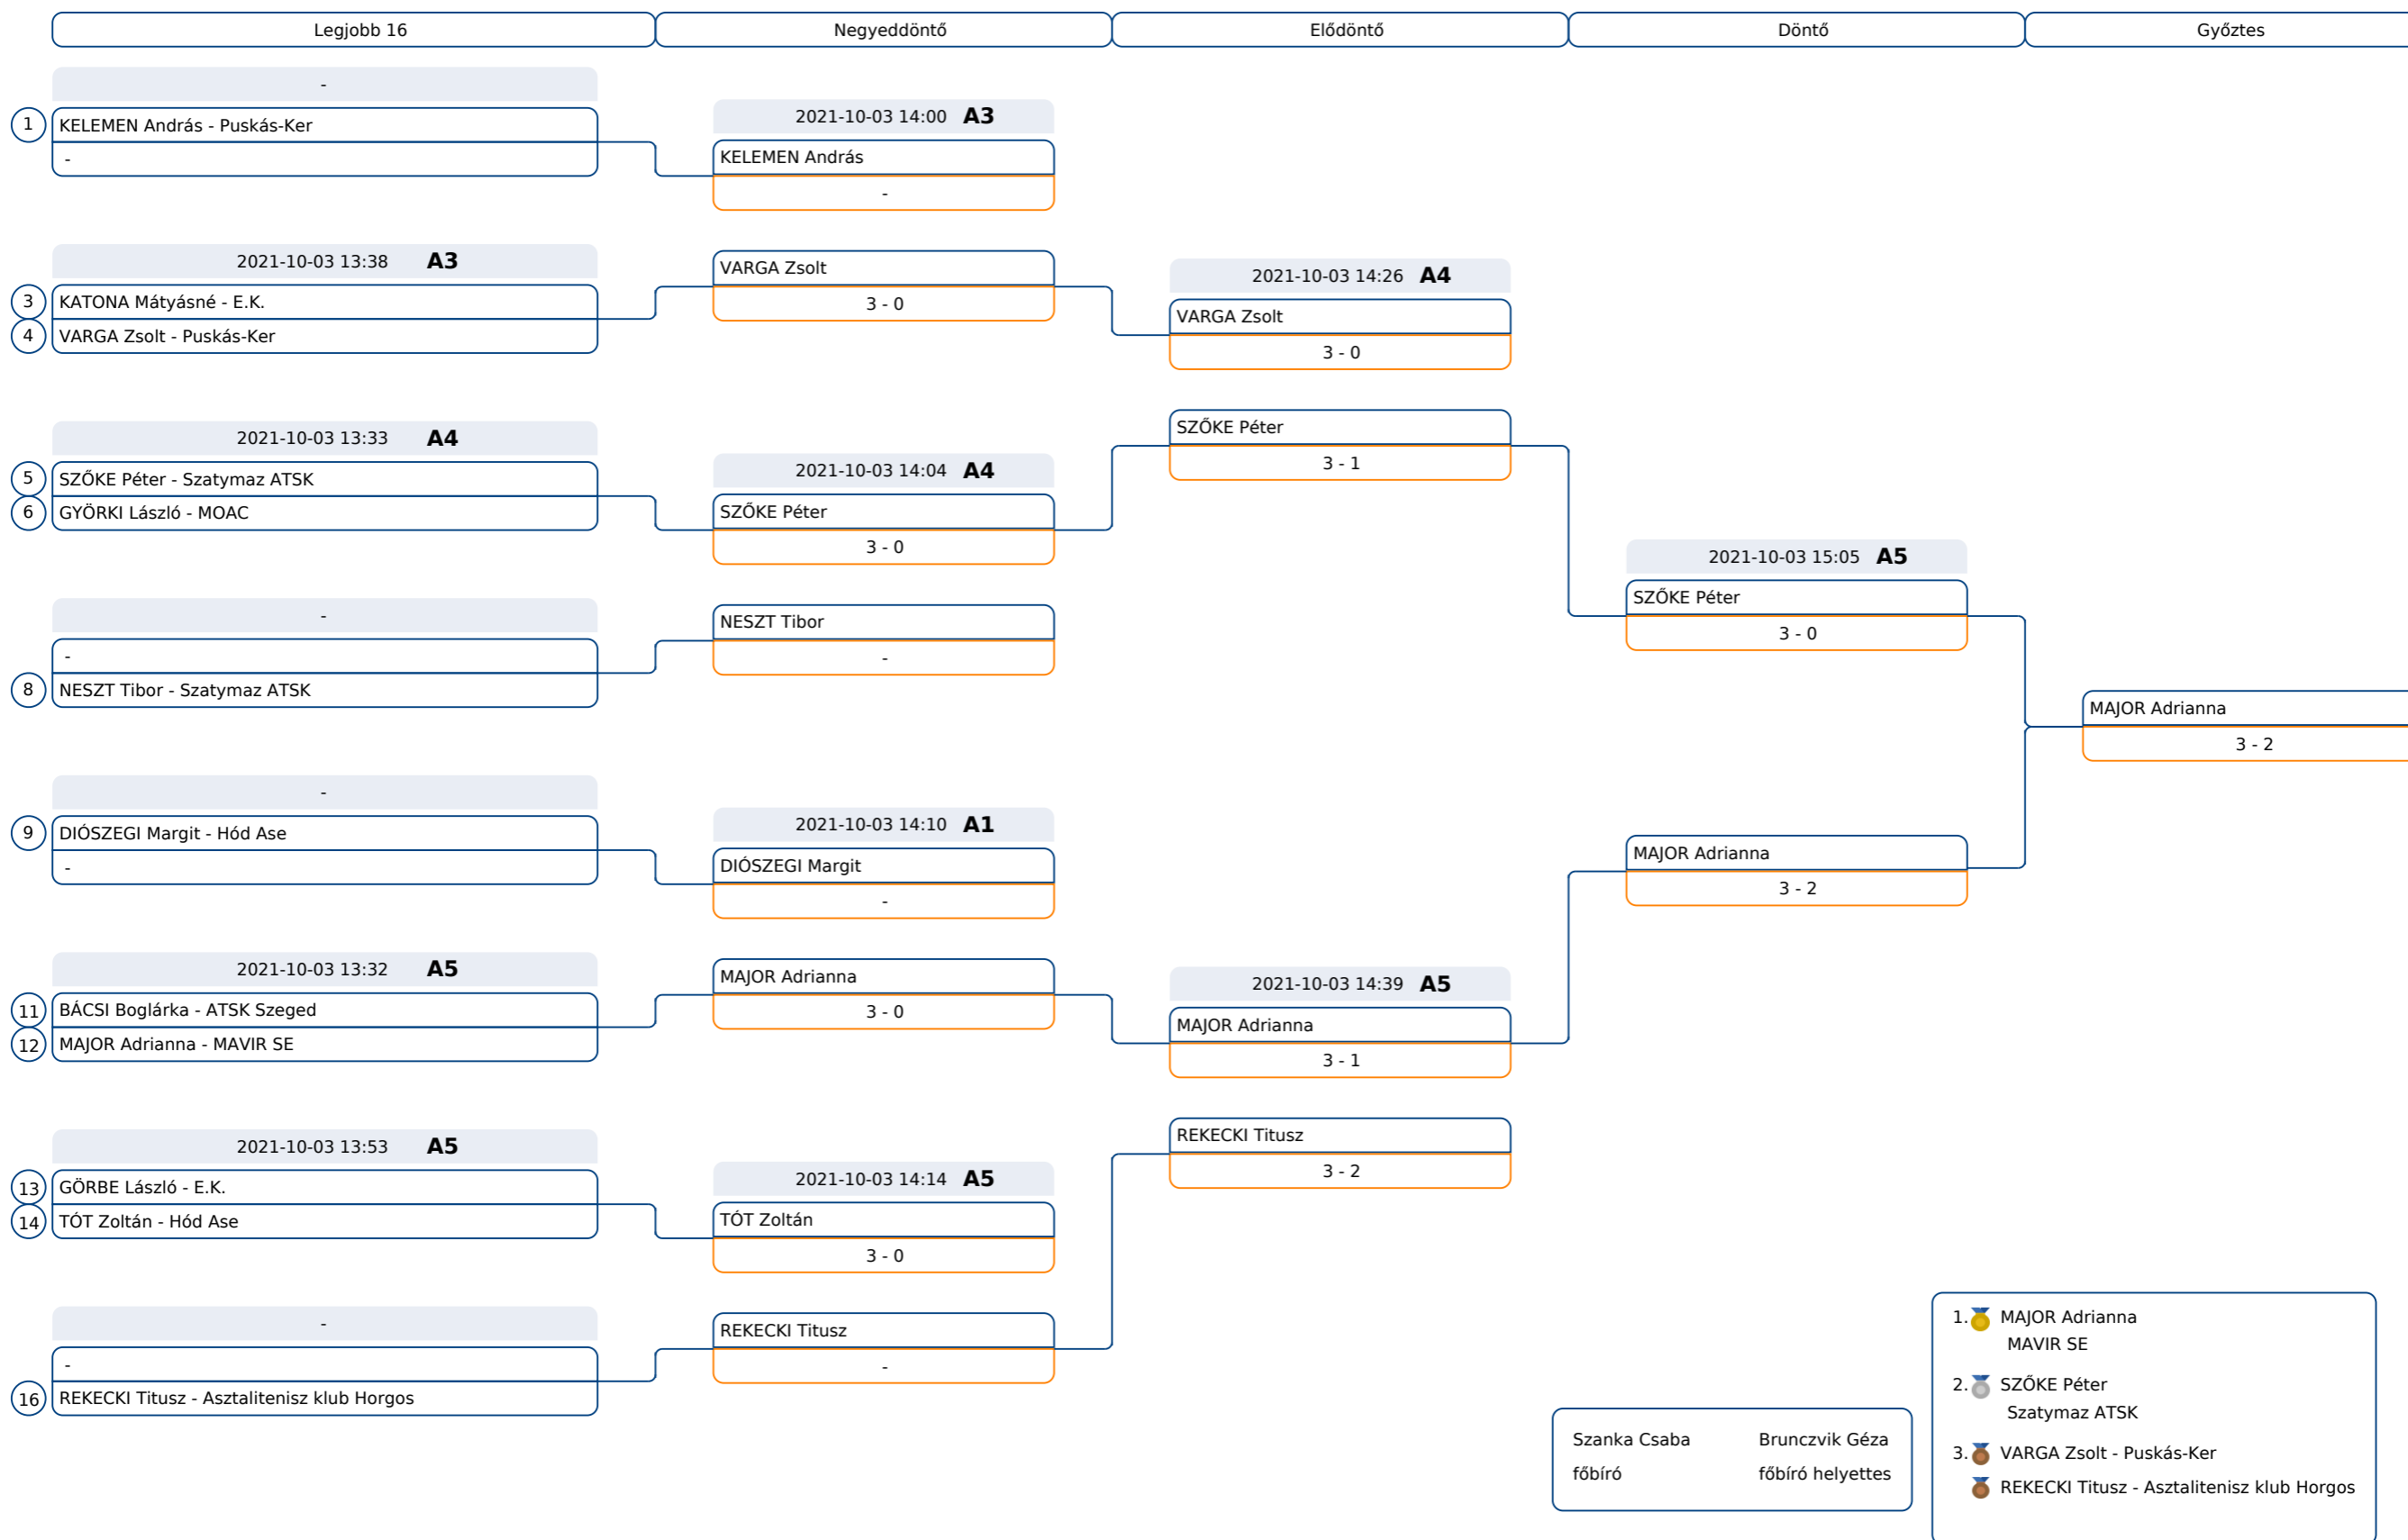 Legjobb 16
Negyeddöntő
Elődöntő
Döntő
Győztes
-
1
KELEMEN András - Puskás-Ker
-
2021-10-03 13:38 A3
3
KATONA Mátyásné - E.K.
4
VARGA Zsolt - Puskás-Ker
2021-10-03 13:33 A4
5
SZŐKE Péter - Szatymaz ATSK
6
GYÖRKI László - MOAC
-
-
8
NESZT Tibor - Szatymaz ATSK
-
9
DIÓSZEGI Margit - Hód Ase
-
2021-10-03 13:32 A5
11
BÁCSI Boglárka - ATSK Szeged
12
MAJOR Adrianna - MAVIR SE
2021-10-03 13:53 A5
13
GÖRBE László - E.K.
14
TÓT Zoltán - Hód Ase
-
-
16
REKECKI Titusz - Asztalitenisz klub Horgos
2021-10-03 14:00 A3
KELEMEN András
-
VARGA Zsolt
3 - 0
2021-10-03 14:04 A4
SZŐKE Péter
3 - 0
NESZT Tibor
-
2021-10-03 14:10 A1
DIÓSZEGI Margit
-
MAJOR Adrianna
3 - 0
2021-10-03 14:14 A5
TÓT Zoltán
3 - 0
REKECKI Titusz
-
2021-10-03 14:26 A4
VARGA Zsolt
3 - 0
SZŐKE Péter
3 - 1
2021-10-03 14:39 A5
MAJOR Adrianna
3 - 1
REKECKI Titusz
3 - 2
2021-10-03 15:05 A5
SZŐKE Péter
3 - 0
MAJOR Adrianna
3 - 2
MAJOR Adrianna
3 - 2
Szanka Csaba
főbíró
Brunczvik Géza
főbíró helyettes
1. MAJOR Adrianna
MAVIR SE
2. SZŐKE Péter
Szatymaz ATSK
3. VARGA Zsolt - Puskás-Ker
REKECKI Titusz - Asztalitenisz klub Horgos